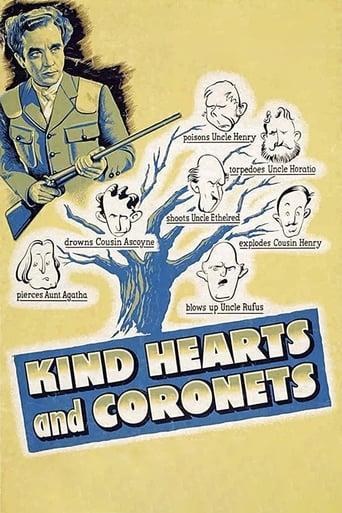 poisons Uncle Henry
torpedoes Uncle Horatio
shoots Uncle Ethelred
drowns Cousin Ascoyne
explodes Cousin Henry
pierces Aunt Agatha
blows up Uncle Rufus
KIND HEARTS
and CORONETS